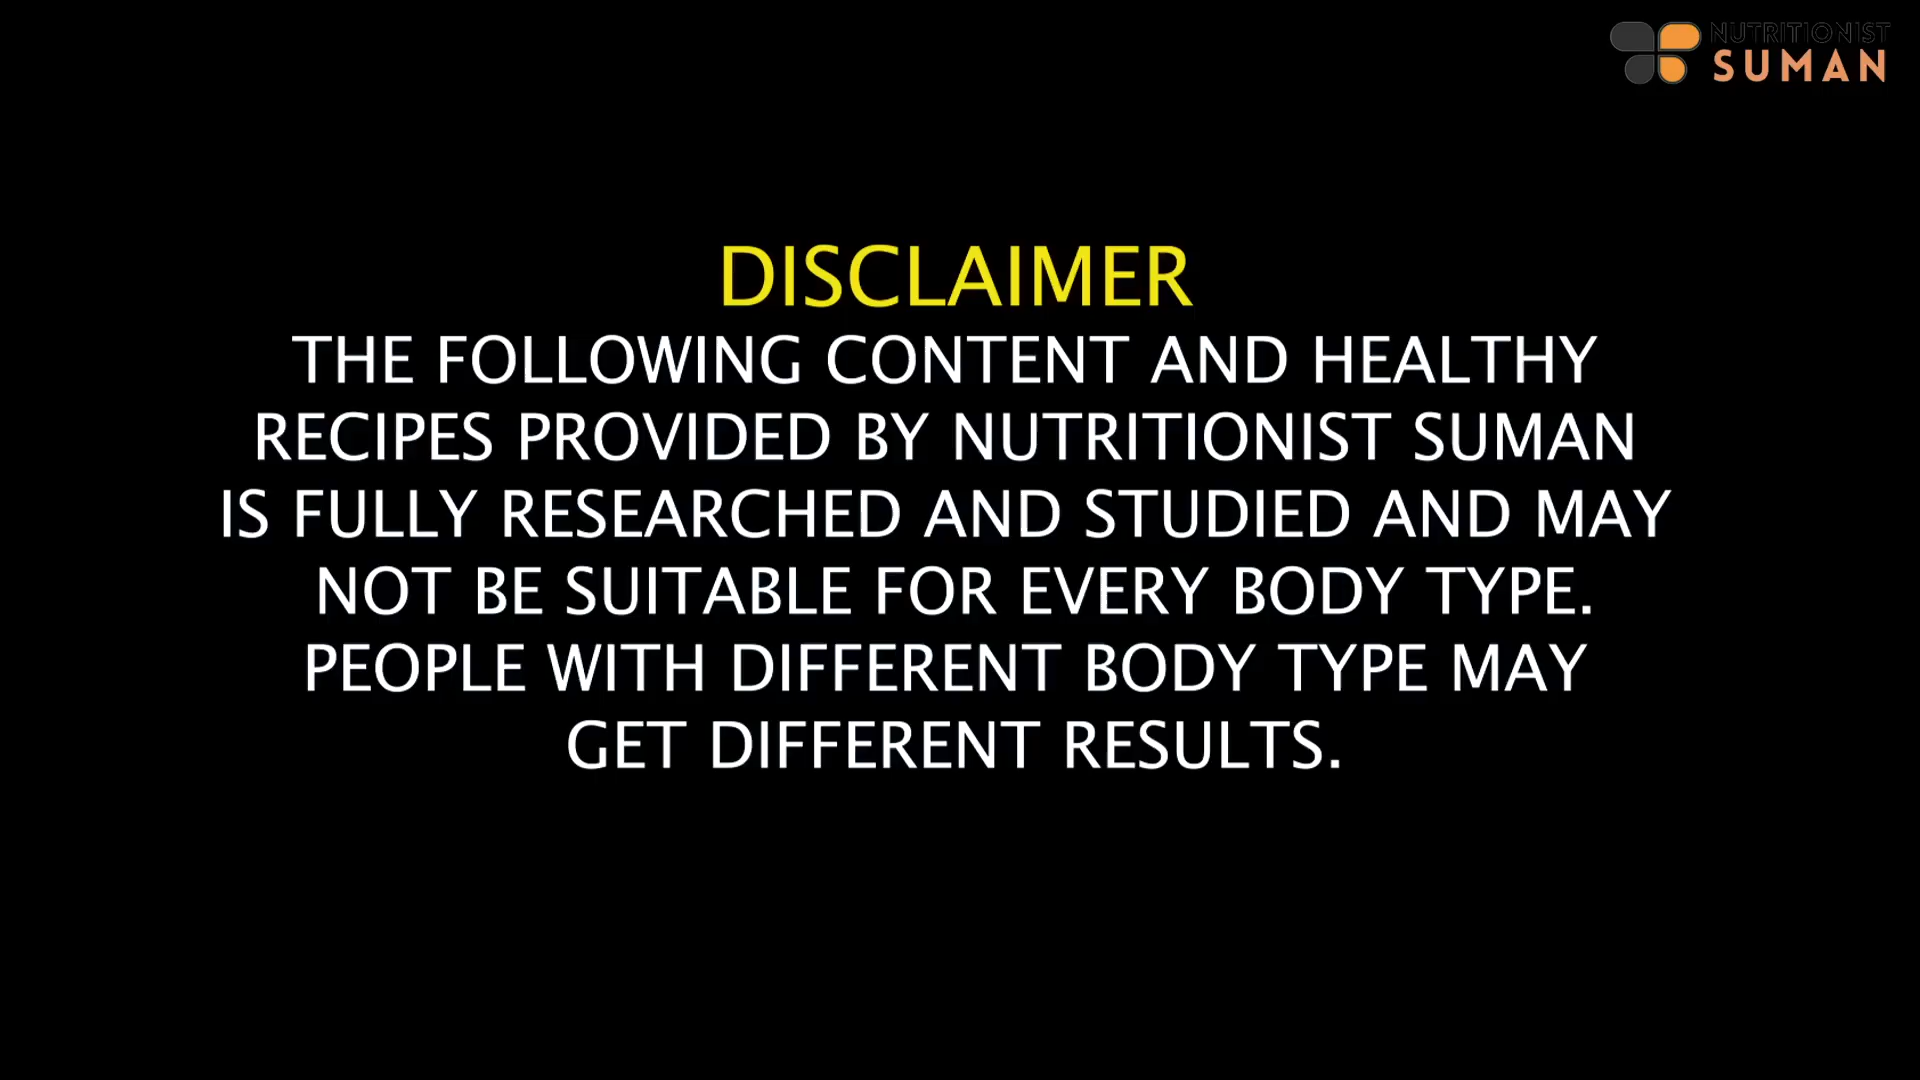 NUTRITIONIST
SUMAN
DISCLAIMER
THE FOLLOWING CONTENT AND HEALTHY
RECIPES PROVIDED BY NUTRITIONIST SUMAN
IS FULLY RESEARCHED AND STUDIED AND MAY
NOT BE SUITABLE FOR EVERY BODY TYPE.
PEOPLE WITH DIFFERENT BODY TYPE MAY
GET DIFFERENT RESULTS.